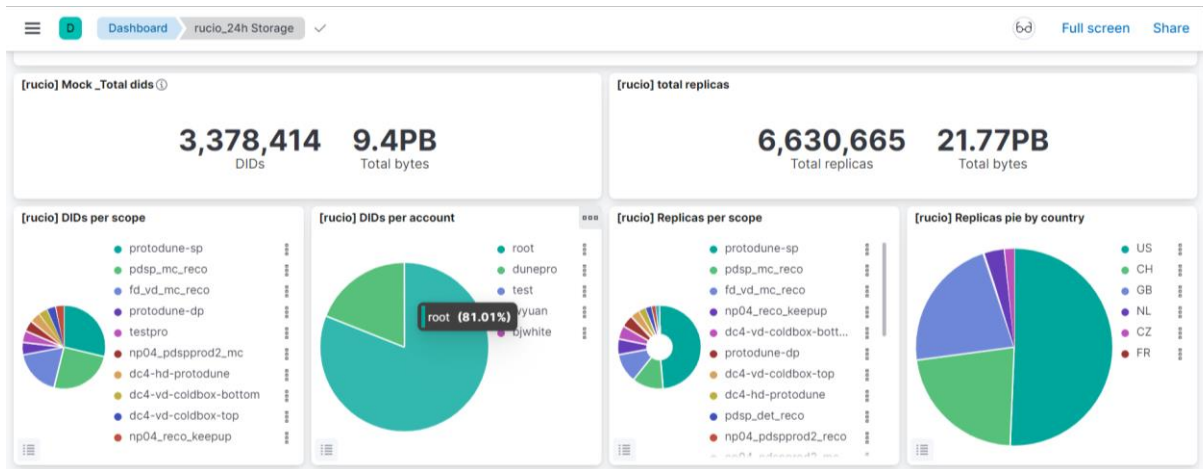 D Dashboard rucio_24h Storage Full screen Share
[rucio] Mock _Total dids
3,378,414 9.4PB
DIDs Total bytes
[rucio] total replicas
6,630,665 21.77PB
Total replicas Total bytes
[rucio] DIDs per scope
protodune-sp
pdsp_mc_reco
fd_vd_mc_reco
protodune-dp
testpro
np04_pdspprod2_mc
dc4-hd-protodune
dc4-vd-coldbox-bottom
dc4-vd-coldbox-top
np04_reco_keepup
[rucio] DIDs per account
root
dunepro
test
root (81.01%)
bjwhite
[rucio] Replicas per scope
protodune-sp
pdsp_mc_reco
fd_vd_mc_reco
np04_reco_keepup
dc4-vd-coldbox-bott...
protodune-dp
dc4-vd-coldbox-top
dc4-hd-protodune
pdsp_det_reco
np04_pdspprod2_reco
[rucio] Replicas pie by country
US
CH
GB
NL
CZ
FR